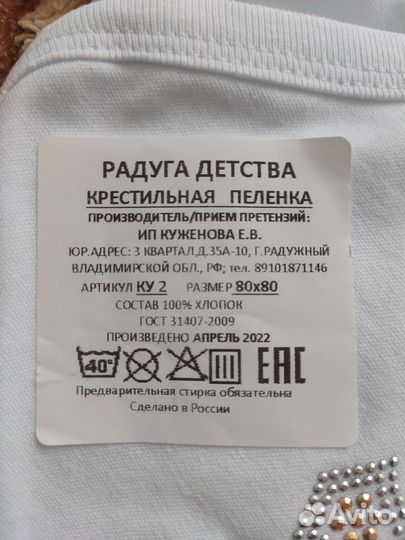 РАДУГА ДЕТСТВА
КРЕСТИЛЬНАЯ ПЕЛЕНКА
ПРОИЗВОДИТЕЛЬ/ПРИЕМ ПРЕТЕНЗИЙ:
ИП КУЖЕНОВА Е.В.
ЮР.АДРЕС: 3 КВАРТАЛ,Д.35А-10, Г.РАДУЖНЫЙ
ВЛАДИМИРСКОЙ ОБЛ., РФ; тел. 89101871146
АРТИКУЛ КУ 2 РАЗМЕР 80х80
СОСТАВ 100% ХЛОПОК
ГОСТ 31407-2009
ПРОИЗВЕДЕНО АПРЕЛЬ 2022
40° EAC
Предварительная стирка обязательна
Сделано в России
Avito